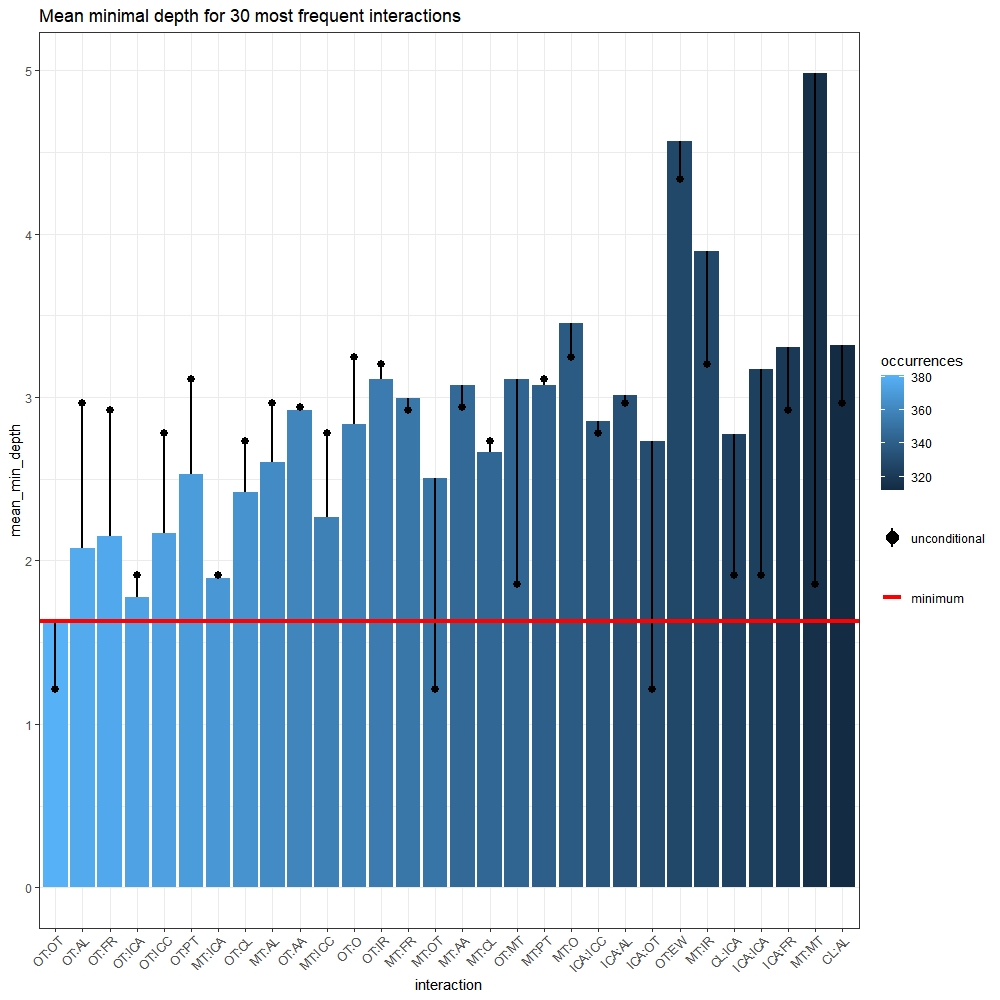 Mean minimal depth for 30 most frequent interactions
mean_min_depth
5
4
3
2
1
0
OT:OT
OT:AL
OT:FR
OT:ICA
OT:ICC
OT:PT
MT:ICA
OT:CL
MT:AL
OT:AA
MT:ICC
OT:O
OT:IR
MT:FR
MT:OT
MT:AA
MT:CL
OT:MT
MT:PT
MT:O
ICA:ICC
ICA:AL
ICA:OT
OT:EW
MT:IR
CL:ICA
ICA:ICA
ICA:FR
MT:MT
CL:AL
interaction
occurrences
380
360
340
320
unconditional
minimum